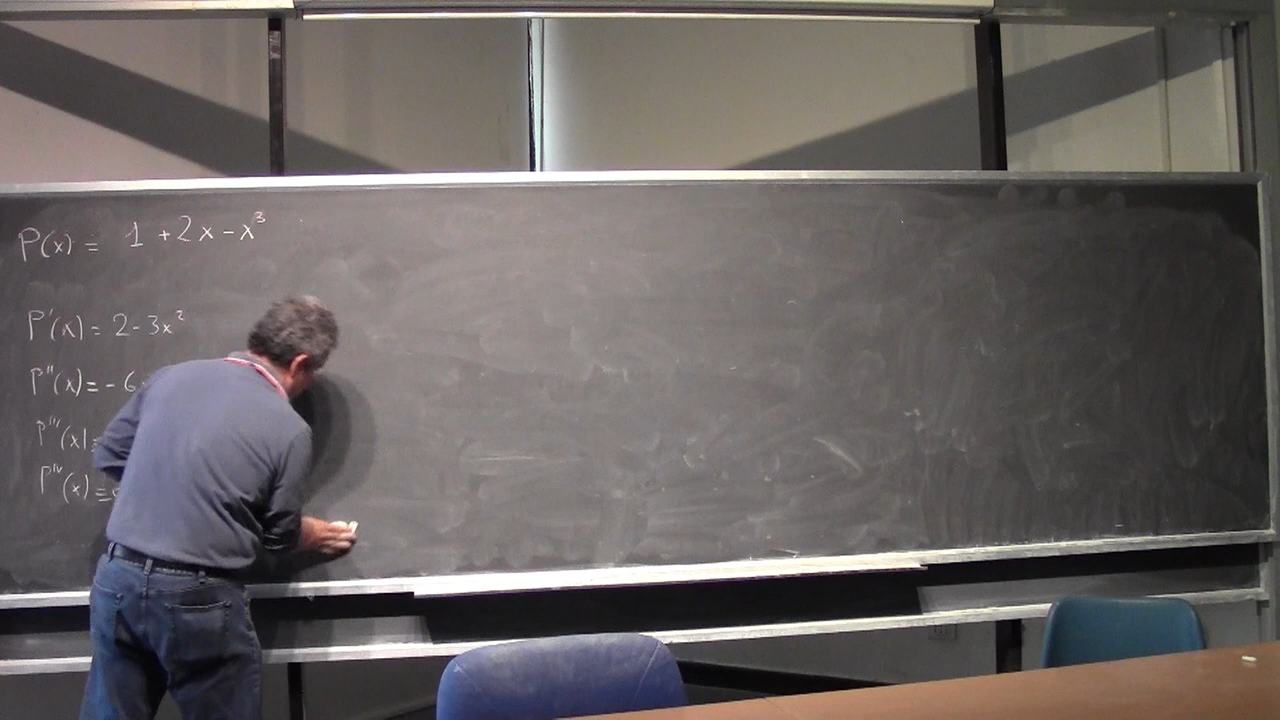 P(x) = 1 + 2x - x³
P'(x) = 2 - 3x²
P''(x) = - 6
P'''(x) =
P^{IV}(x) =